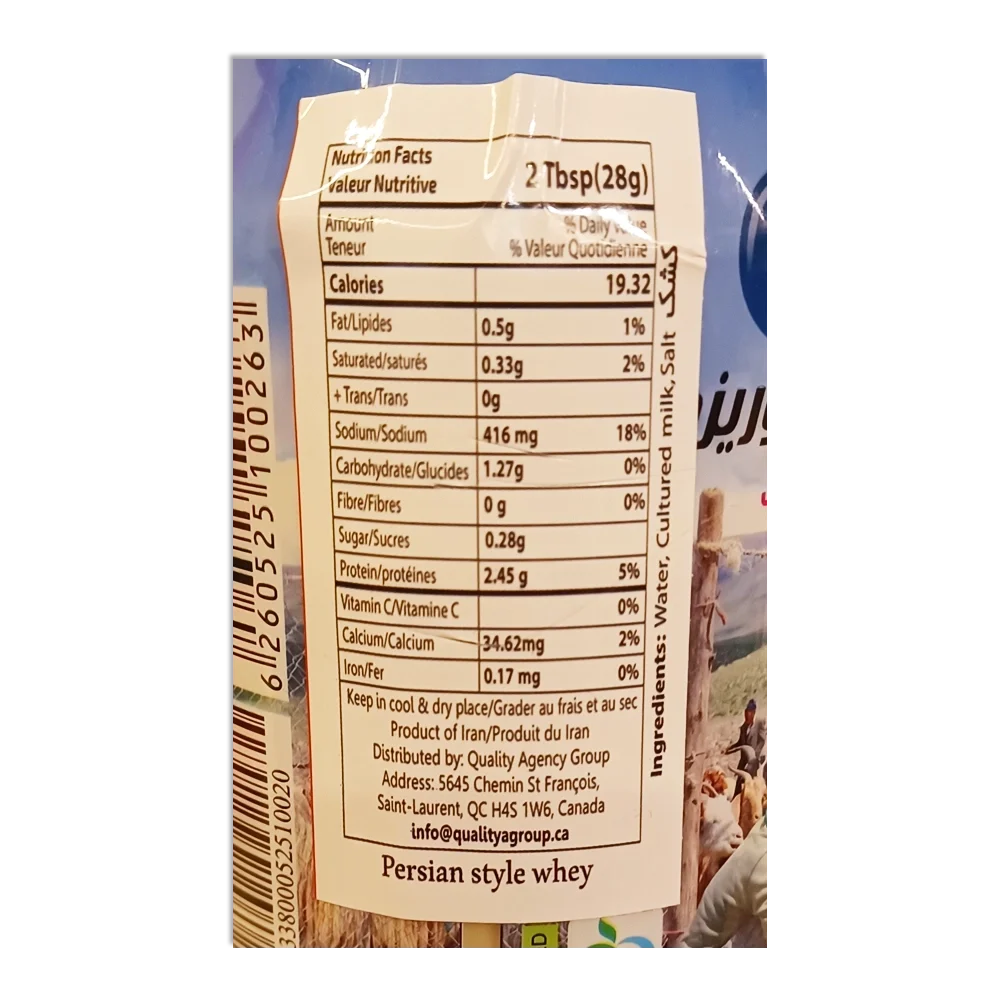 Nutrition Facts
Valeur Nutritive
2 Tbsp(28g)
Amount
% Daily Value
Teneur
% Valeur Quotidienne
Calories 19.32
Fat/Lipides 0.5g 1%
Saturated/saturés 0.33g 2%
+ Trans/Trans 0g
Sodium/Sodium 416 mg 18%
Carbohydrate/Glucides 1.27g 0%
Fibre/Fibres 0 g 0%
Sugar/Sucres 0.28g
Protein/protéines 2.45 g 5%
Vitamin C/Vitamine C 0%
Calcium/Calcium 34.62mg 2%
Iron/Fer 0.17 mg 0%
Keep in cool & dry place/Grader au frais et au sec
Product of Iran/Produit du Iran
Distributed by: Quality Agency Group
Address: 5645 Chemin St François,
Saint-Laurent, QC H4S 1W6, Canada
info@qualityagroup.ca
Persian style whey
Ingredients: Water, Cultured milk, Salt کشک
6 260525 100263
33800052510020